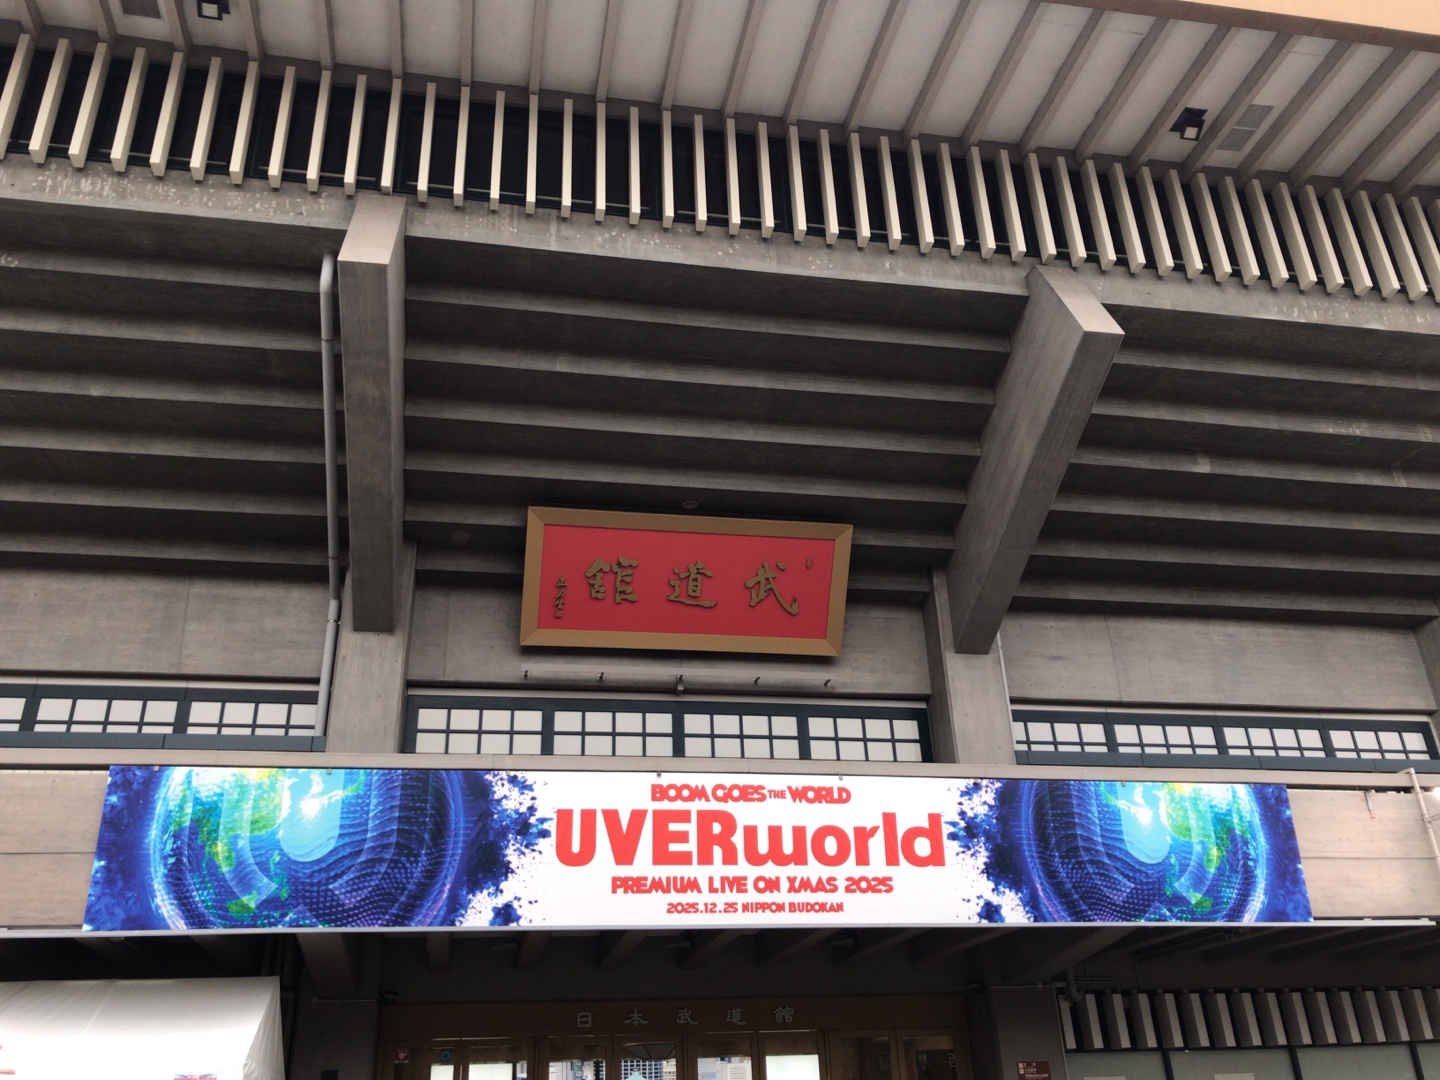 武道館
BOOM GOES THE WORLD
UVERworld
PREMIUM LIVE ON XMAS 2025
2025.12.25 NIPPON BUDOKAN
日本武道館